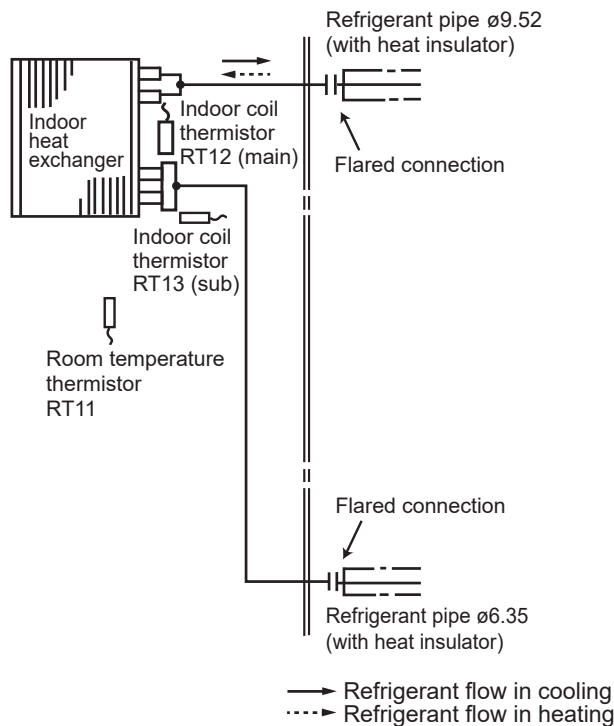 Refrigerant pipe ø9.52
(with heat insulator)
Indoor
heat
exchanger
Indoor coil
thermistor
RT12 (main)
Flared connection
Indoor coil
thermistor
RT13 (sub)
Room temperature
thermistor
RT11
Flared connection
Refrigerant pipe ø6.35
(with heat insulator)
Refrigerant flow in cooling
Refrigerant flow in heating